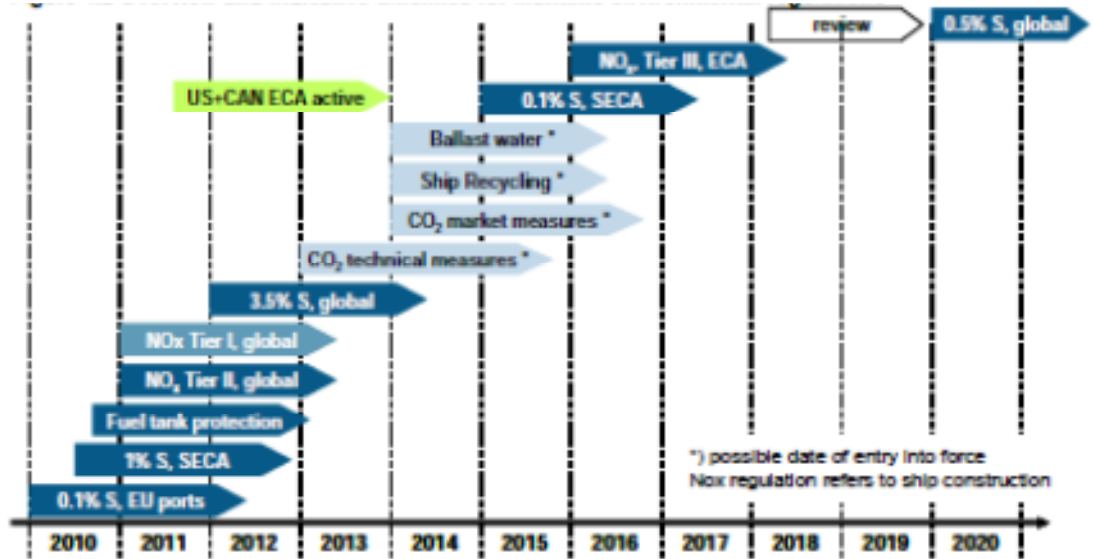 review
0.5% S, global
NOx, Tier III, ECA
US+CAN ECA active
0.1% S, SECA
Ballast water *
Ship Recycling *
CO2 market measures *
CO2 technical measures *
3.5% S, global
NOx Tier I, global
NOx Tier II, global
Fuel tank protection
1% S, SECA
*) possible date of entry into force
Nox regulation refers to ship construction
0.1% S, EU ports
2010 2011 2012 2013 2014 2015 2016 2017 2018 2019 2020